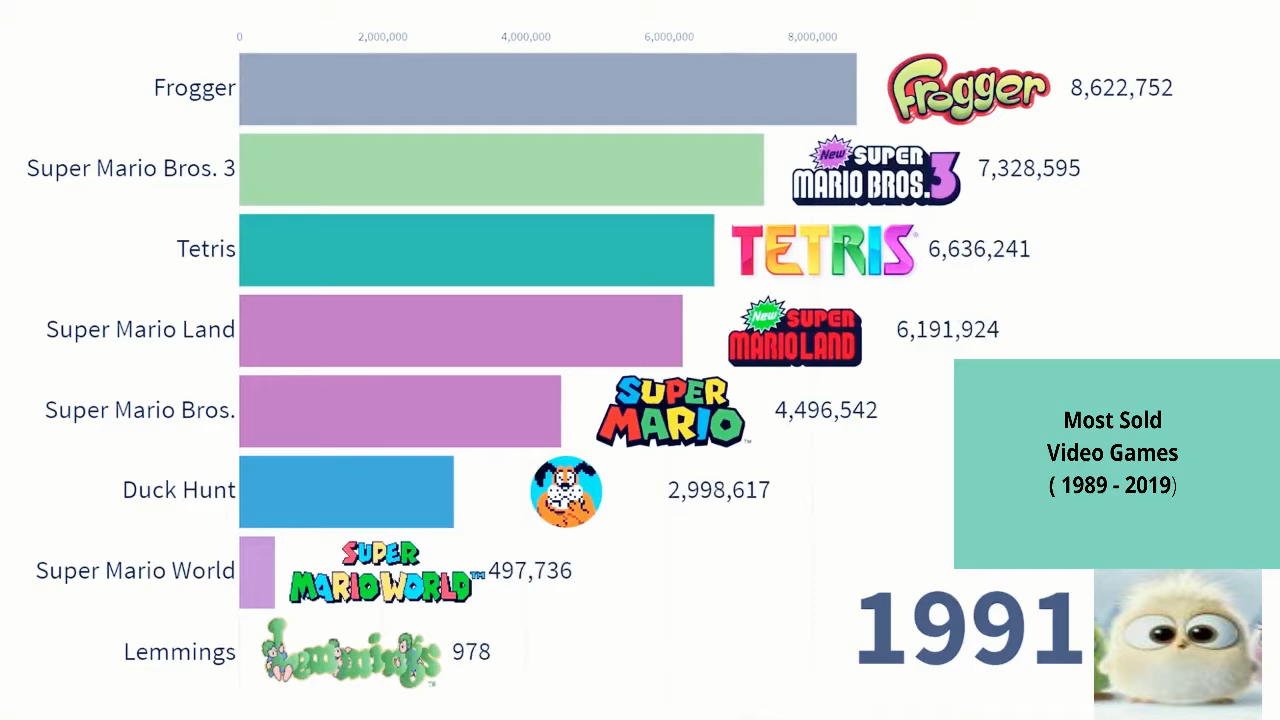 0 2,000,000 4,000,000 6,000,000 8,000,000
Frogger Frogger 8,622,752
Super Mario Bros. 3 New SUPER MARIO BROS. 3 7,328,595
Tetris TETRIS 6,636,241
Super Mario Land New SUPER MARIO LAND 6,191,924
Super Mario Bros. SUPER MARIO ™ 4,496,542
Duck Hunt 2,998,617
Super Mario World SUPER MARIO WORLD™ 497,736
Lemmings Lemmings 978
Most Sold
Video Games
( 1989 - 2019)
1991